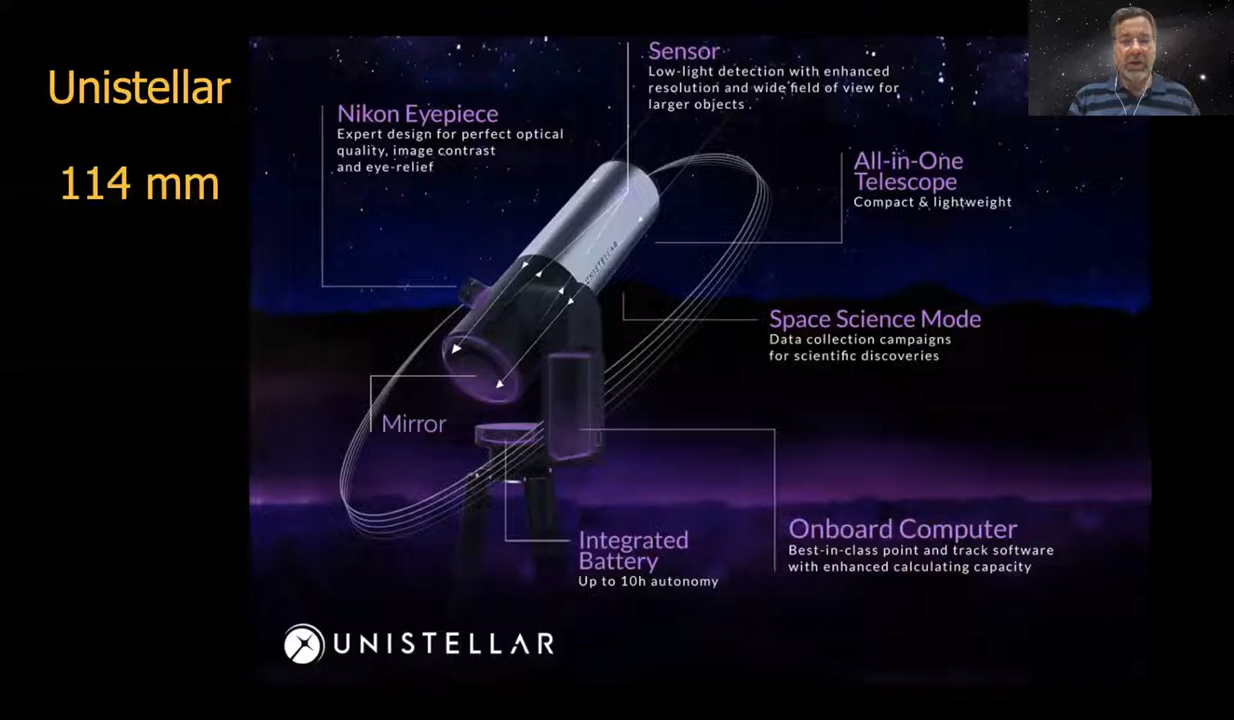 Unistellar
114 mm
Sensor
Low-light detection with enhanced
resolution and wide field of view for
larger objects .
Nikon Eyepiece
Expert design for perfect optical
quality, image contrast
and eye-relief
All-in-One
Telescope
Compact & lightweight
UNISTELLAR
Space Science Mode
Data collection campaigns
for scientific discoveries
Mirror
Onboard Computer
Best-in-class point and track software
with enhanced calculating capacity
Integrated
Battery
Up to 10h autonomy
UNISTELLAR